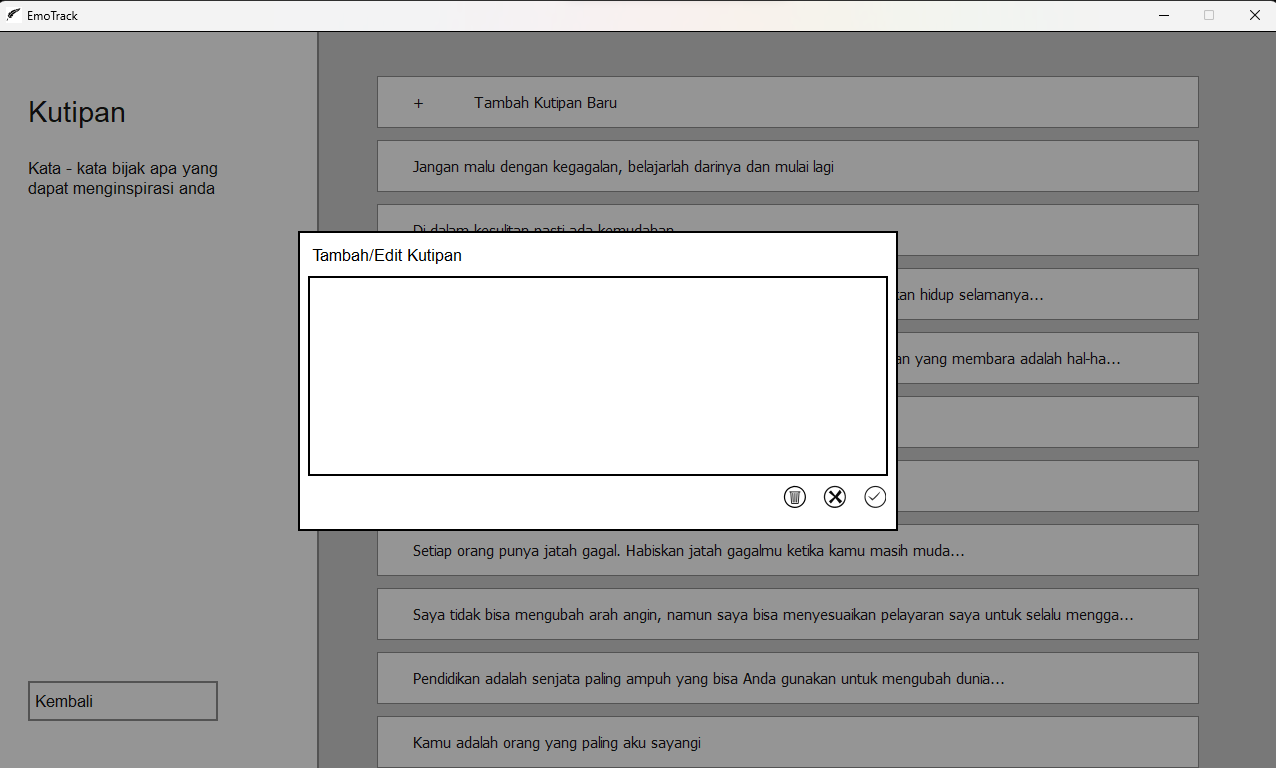 EmoTrack
Kutipan
Kata - kata bijak apa yang
dapat menginspirasi anda
Kembali
+ Tambah Kutipan Baru
Jangan malu dengan kegagalan, belajarlah darinya dan mulai lagi
Di dalam kesulitan pasti ada kemudahan
Tambah/Edit Kutipan
hidup selamanya...
yang membara adalah hal-ha...
Setiap orang punya jatah gagal. Habiskan jatah gagalmu ketika kamu masih muda...
Saya tidak bisa mengubah arah angin, namun saya bisa menyesuaikan pelayaran saya untuk selalu mengga...
Pendidikan adalah senjata paling ampuh yang bisa Anda gunakan untuk mengubah dunia...
Kamu adalah orang yang paling aku sayangi